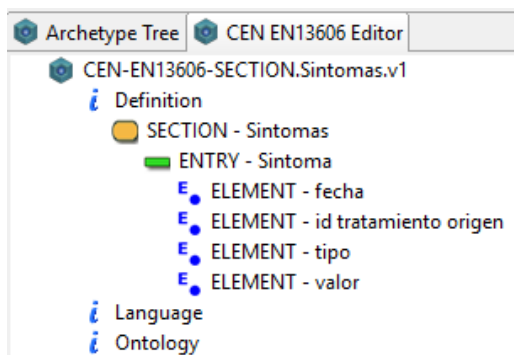 Archetype Tree CEN EN13606 Editor
CEN-EN13606-SECTION.Sintomas.v1
i Definition
SECTION - Sintomas
ENTRY - Sintoma
E ELEMENT - fecha
E ELEMENT - id tratamiento origen
E ELEMENT - tipo
E ELEMENT - valor
i Language
i Ontology